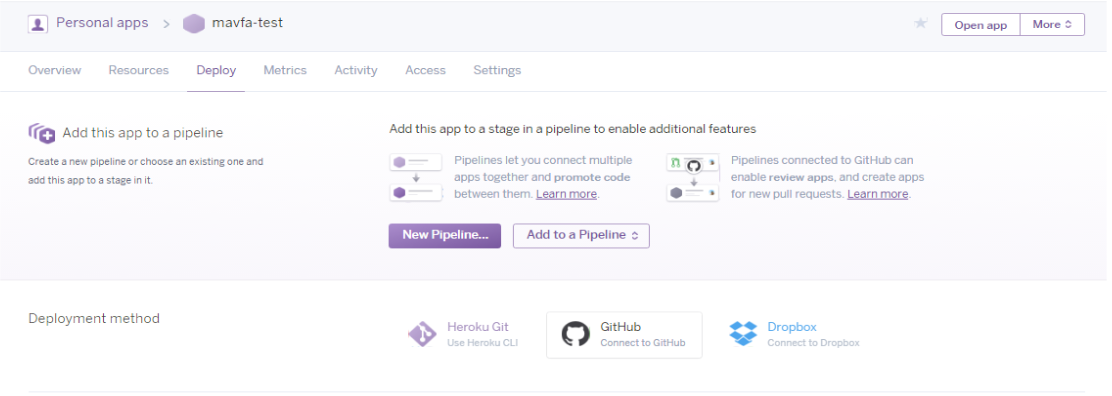 Personal apps > mavfa-test
Open app
More
Overview Resources Deploy Metrics Activity Access Settings
Add this app to a pipeline
Create a new pipeline or choose an existing one and
add this app to a stage in it.
Add this app to a stage in a pipeline to enable additional features
Pipelines let you connect multiple
apps together and promote code
between them. Learn more.
Pipelines connected to GitHub can
enable review apps, and create apps
for new pull requests. Learn more.
New Pipeline...
Add to a Pipeline
Deployment method
Heroku Git
Use Heroku CLI
GitHub
Connect to GitHub
Dropbox
Connect to Dropbox